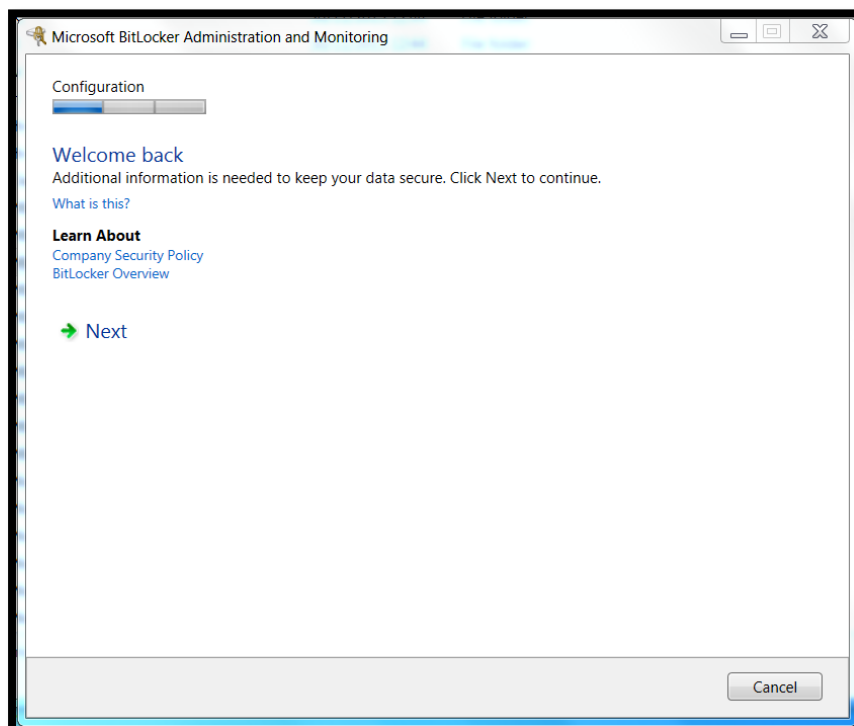 Microsoft BitLocker Administration and Monitoring
Configuration
Welcome back
Additional information is needed to keep your data secure. Click Next to continue.
What is this?
Learn About
Company Security Policy
BitLocker Overview
Next
Cancel